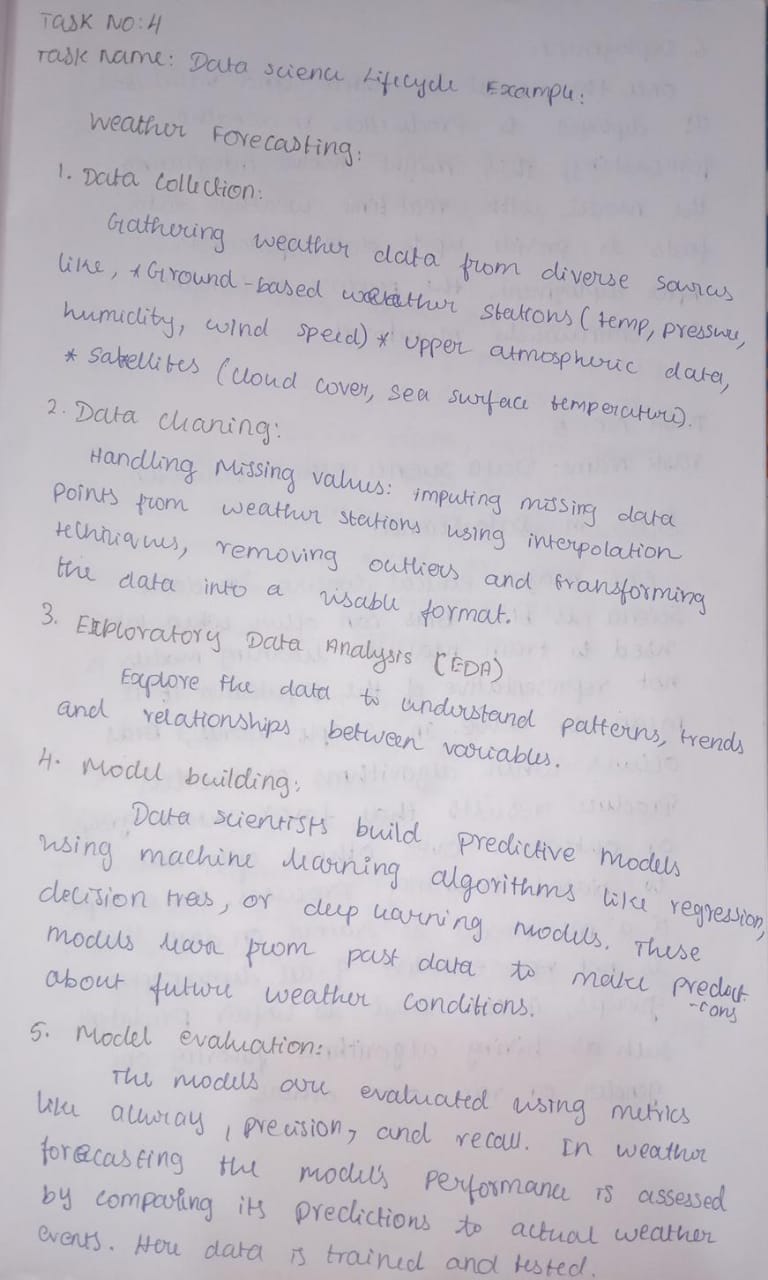 TASK NO: 4
Task name: Data science Lifecycle Example:
Weather Forecasting:
1. Data Collection:
Gathering weather data from diverse sources
like, * Ground-based weather stations (temp, pressure,
humidity, wind speed) * upper atmospheric data,
* Satellites (cloud cover, sea surface temperature).
2. Data cleaning:
Handling Missing values: imputing missing data
points from weather stations using interpolation
techniques, removing outliers and transforming
the data into a usable format.
3. Exploratory Data Analysis (EDA)
Explore the data to understand patterns, trends
and relationships between variables.
4. Model building:
Data scientists build predictive models
using machine learning algorithms like regression,
decision trees, or deep learning models. These
models learn from past data to make predict
-ions
about future weather conditions.
5. Model evaluation:
The models are evaluated using metrics
like accuracy, precision, and recall. In weather
forecasting the model's performance is assessed
by comparing its predictions to actual weather
events. Here data is trained and tested.